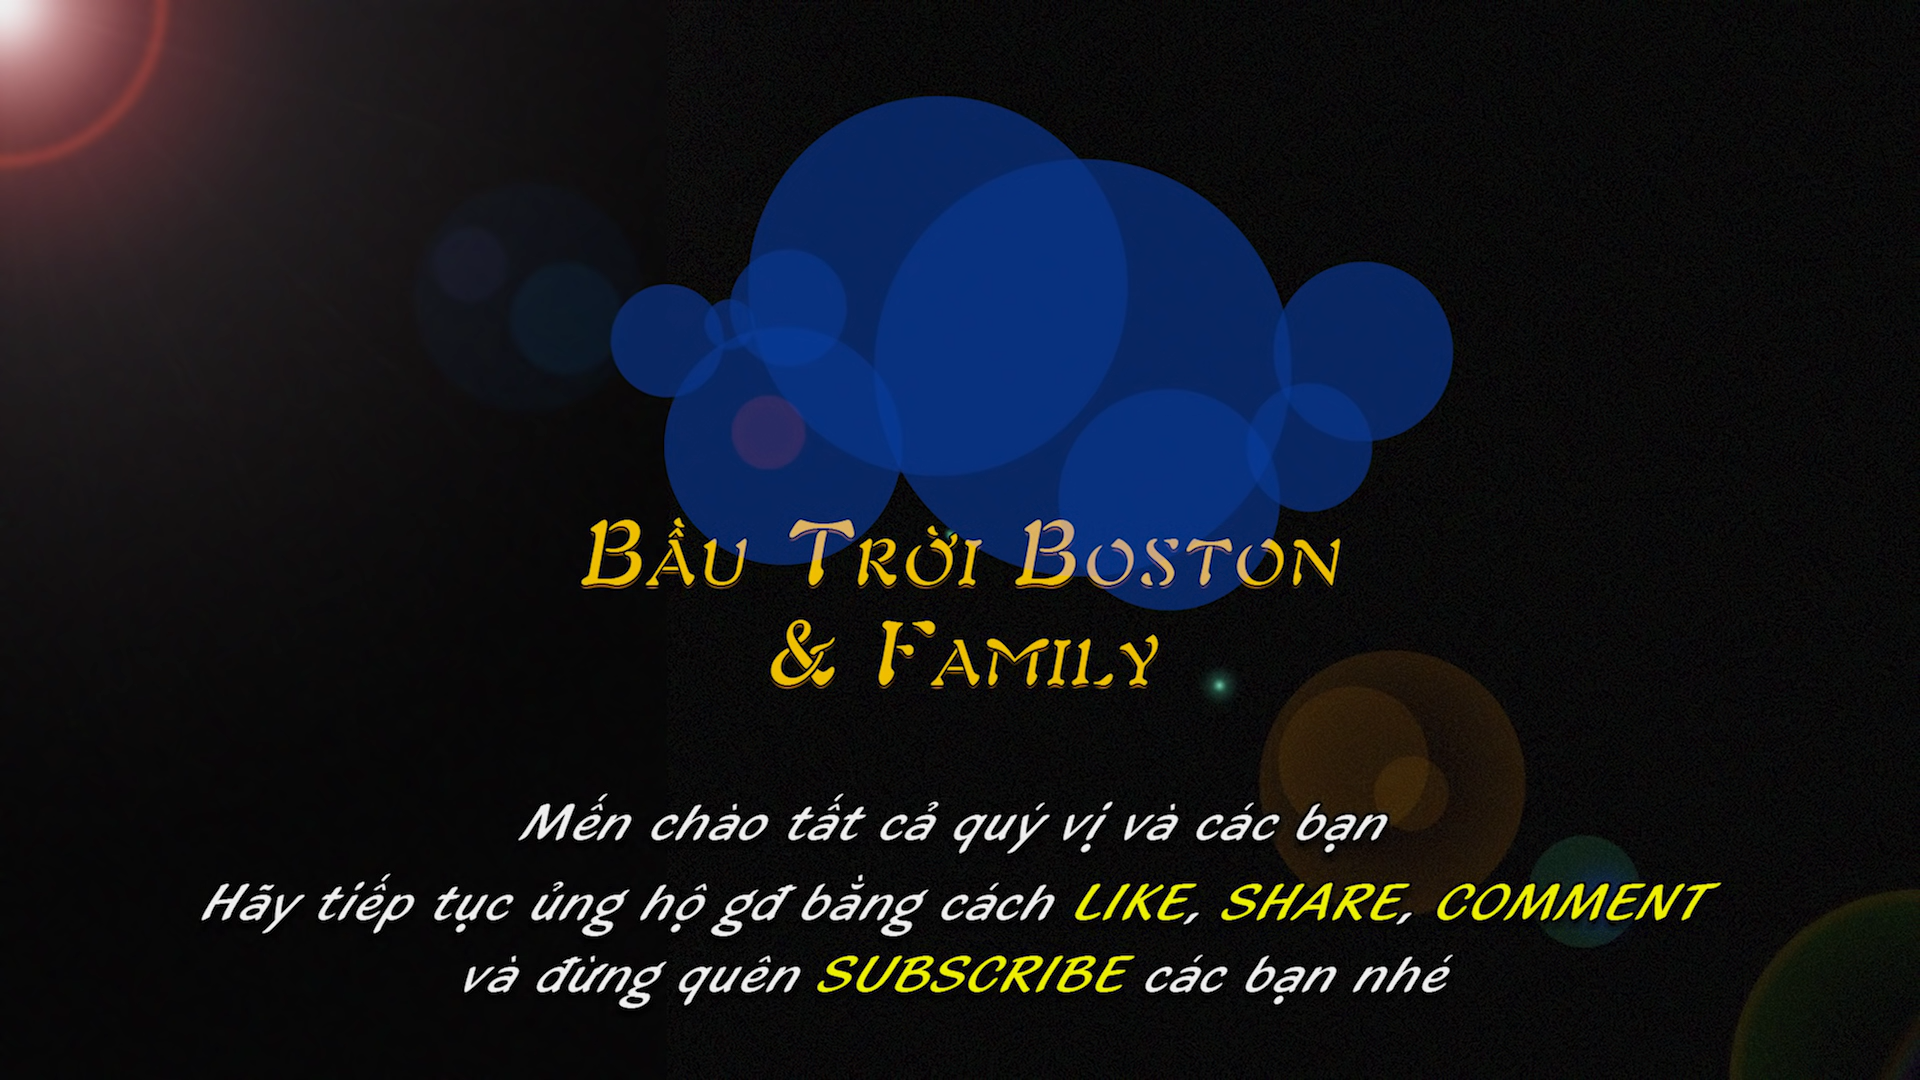 BẦU TRỜI BOSTON
& FAMILY
Mến chào tất cả quý vị và các bạn
Hãy tiếp tục ủng hộ gđ bằng cách LIKE, SHARE, COMMENT
và đừng quên SUBSCRIBE các bạn nhé